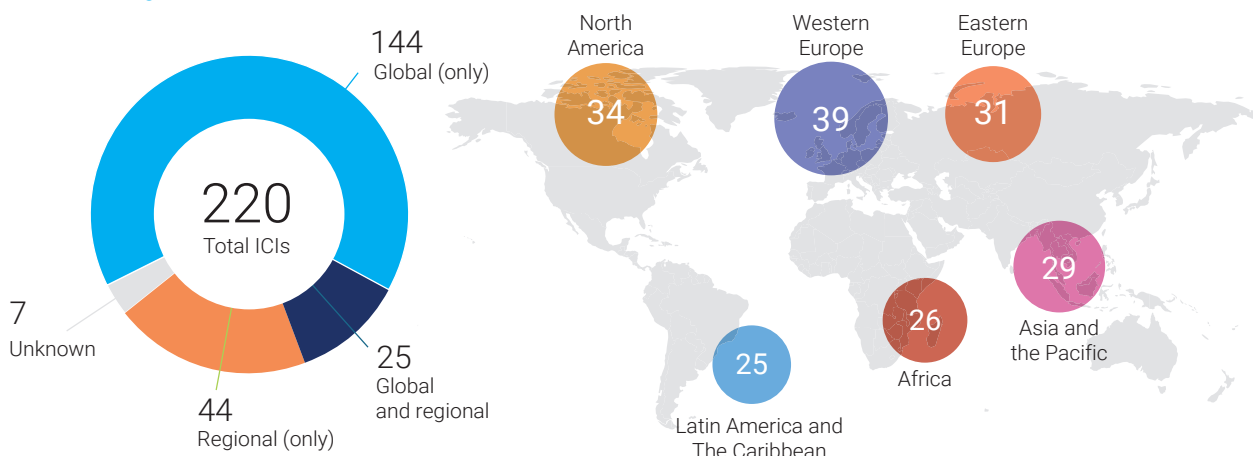 144
Global (only)
220
Total ICIs
7
Unknown
25
Global
and regional
44
Regional (only)
North
America
34
Western
Europe
39
Eastern
Europe
31
29
Asia and
the Pacific
26
Africa
25
Latin America and
The Caribbean